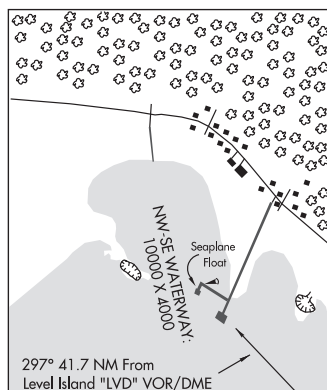 NW-SE WATERWAY:
10000 X 4000
Seaplane
Float
297° 41.7 NM From
Level Island "LVD" VOR/DME